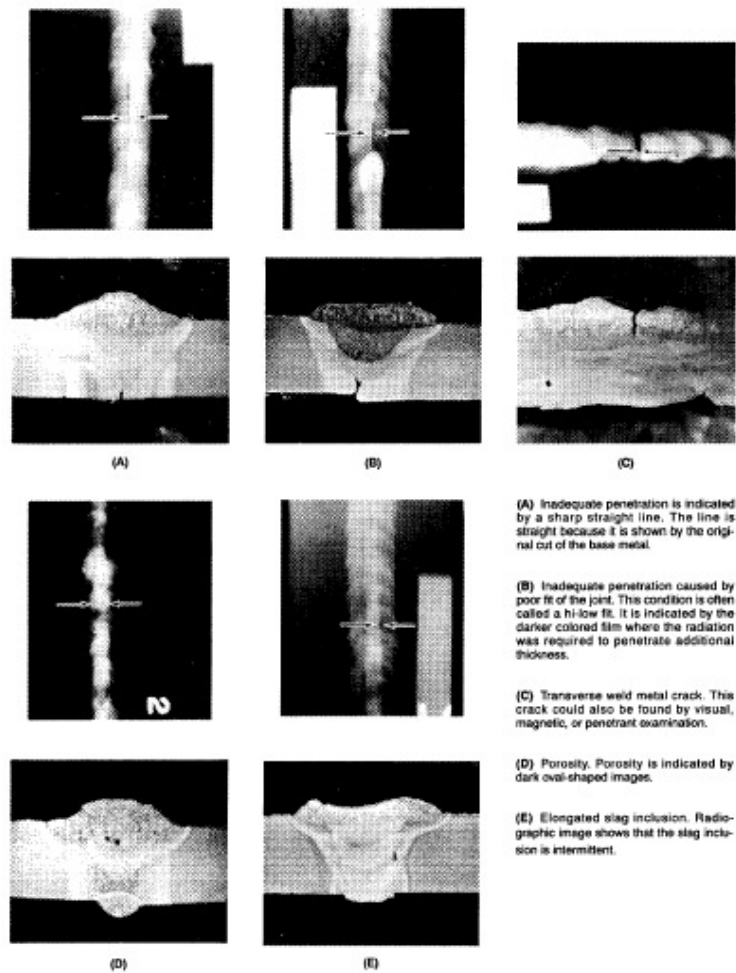 (A)
(B)
(C)
2
(A) Inadequate penetration is indicated
by a sharp straight line. The line is
straight because it is shown by the origi-
nal cut of the base metal.
(B) Inadequate penetration caused by
poor fit of the joint. This condition is often
called a hi-low fit. It is indicated by the
darker colored film where the radiation
was required to penetrate additional
thickness.
(C) Transverse weld metal crack. This
crack could also be found by visual,
magnetic, or penetrant examination.
(D) Porosity. Porosity is indicated by
dark oval-shaped images.
(E) Elongated slag inclusion. Radio-
graphic image shows that the slag inclu-
sion is intermittent.
(D)
(E)